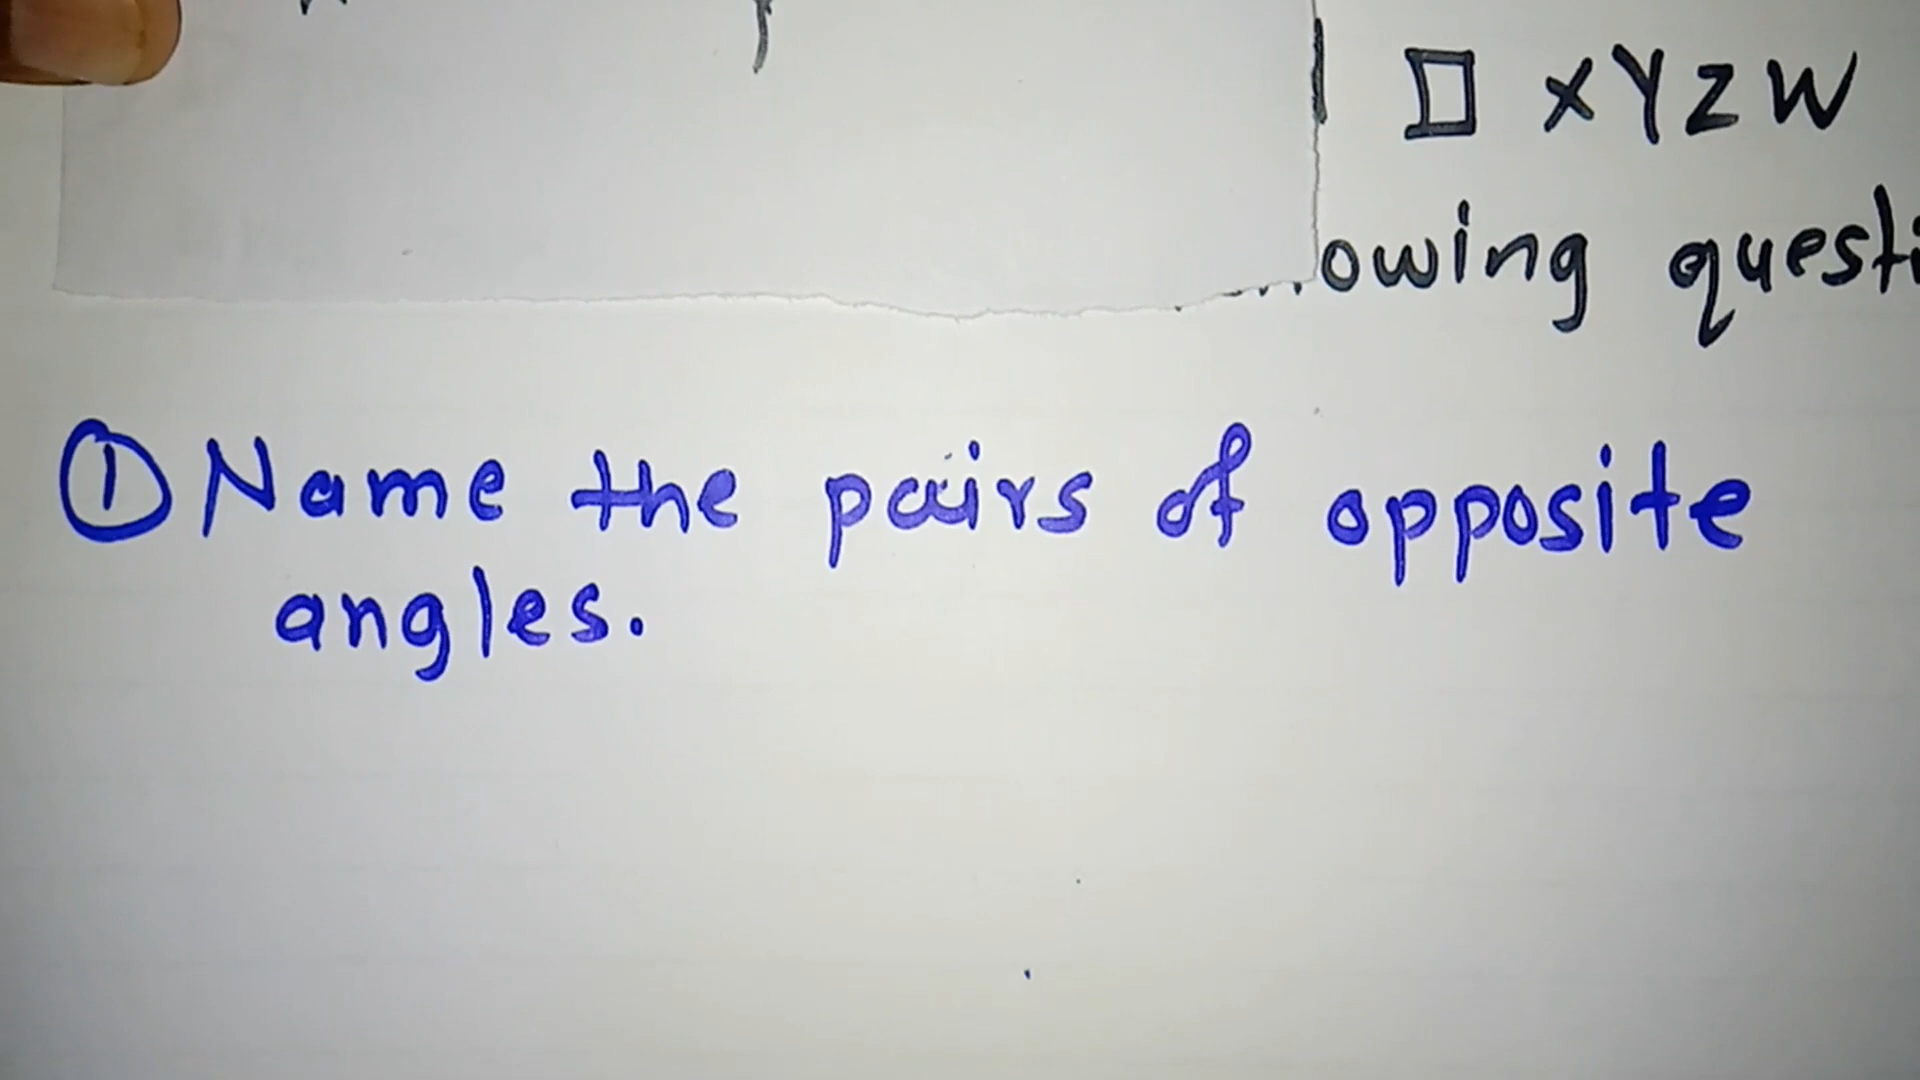 □ XYZW
owing questi
① Name the pairs of opposite
angles.